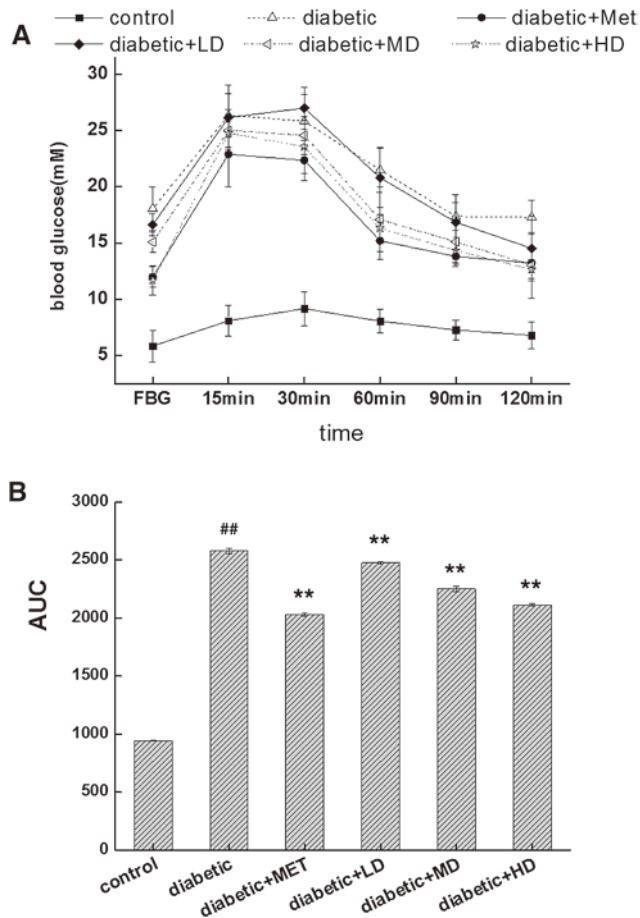 A
control diabetic diabetic+Met
diabetic+LD diabetic+MD diabetic+HD
30
25
20
15
10
5
blood glucose(mM)
FBG 15min 30min 60min 90min 120min
time
B
3000
2500
2000
1500
1000
500
0
AUC
## ** ** ** **
control diabetic diabetic+MET diabetic+LD diabetic+MD diabetic+HD